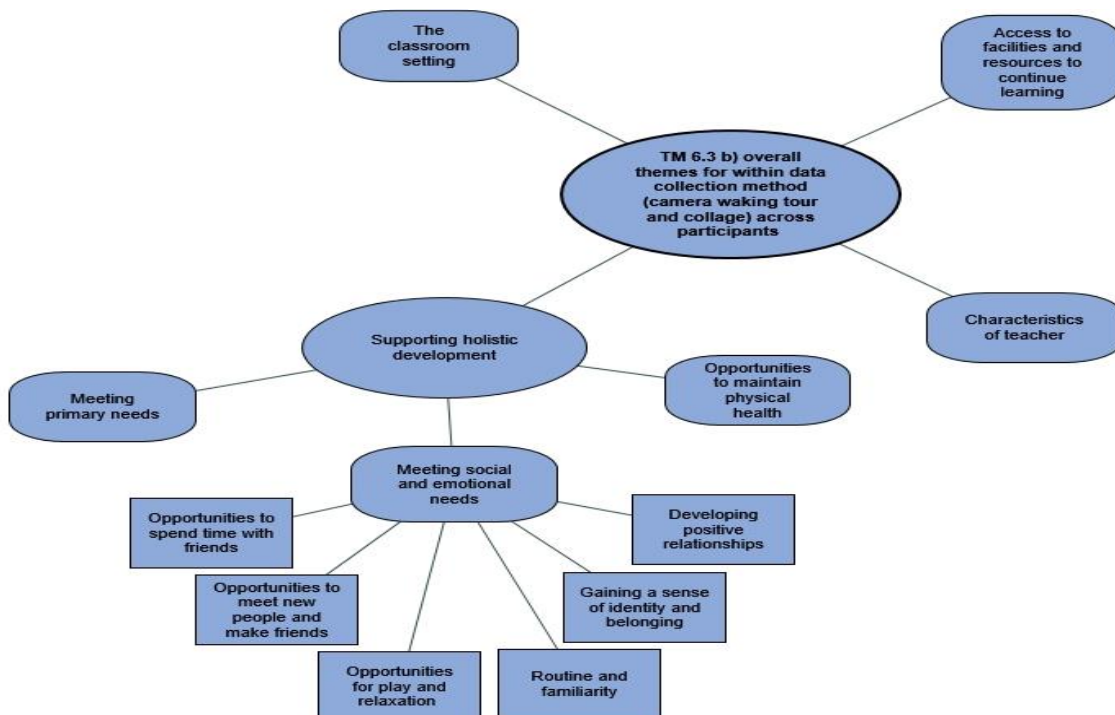 The
classroom
setting
Access to
facilities and
resources to
continue
learning
TM 6.3 b) overall
themes for within data
collection method
(camera waking tour
and collage) across
participants
Characteristics
of teacher
Supporting holistic
development
Meeting
primary needs
Opportunities
to maintain
physical
health
Meeting social
and emotional
needs
Opportunities to
spend time with
friends
Developing
positive
relationships
Opportunities to
meet new
people and
make friends
Gaining a sense
of identity and
belonging
Opportunities
for play and
relaxation
Routine and
familiarity